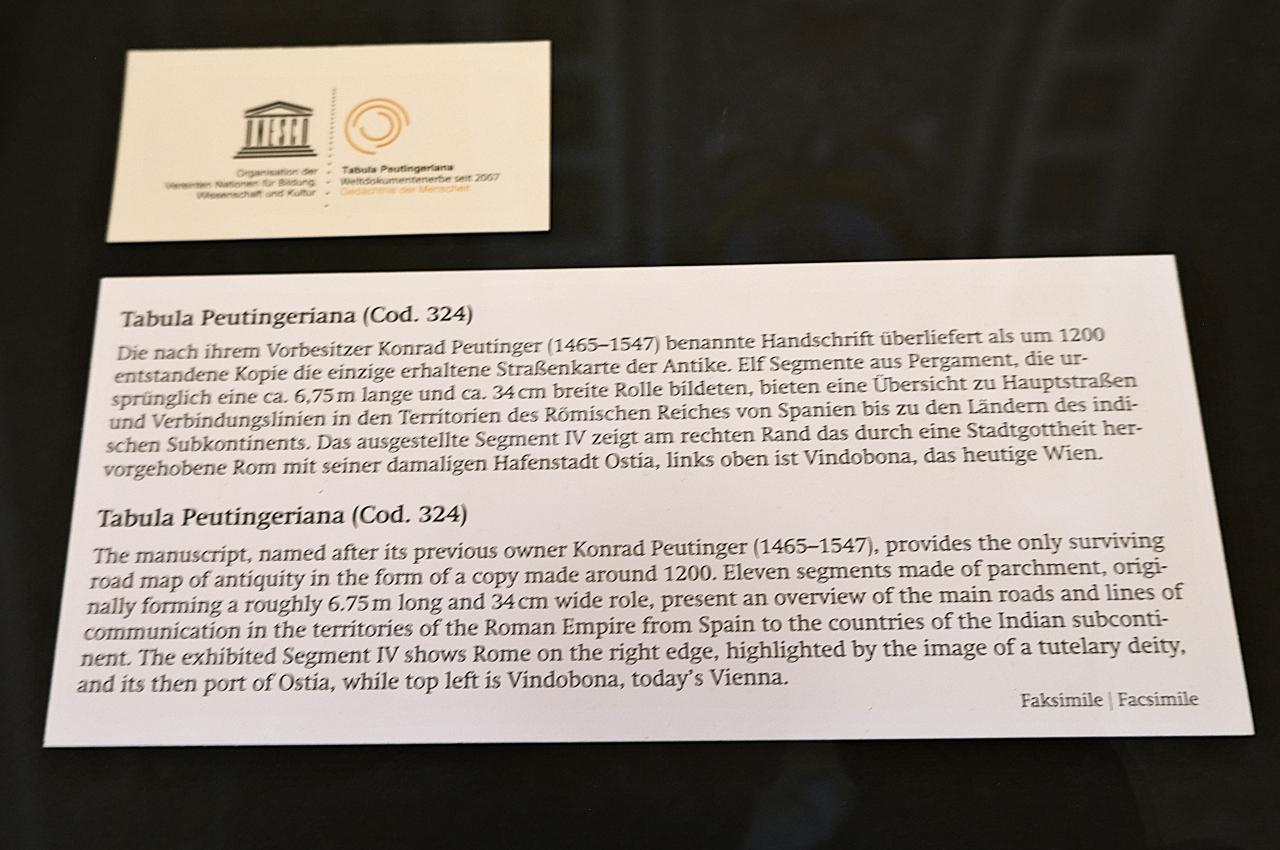 UNESCO
Organisation der
Vereinten Nationen für Bildung,
Wissenschaft und Kultur
Tabula Peutingeriana
Weltdokumentenerbe seit 2007
Gedächtnis der Menscheit
Tabula Peutingeriana (Cod. 324)
Die nach ihrem Vorbesitzer Konrad Peutinger (1465–1547) benannte Handschrift überliefert als um 1200
entstandene Kopie die einzige erhaltene Straßenkarte der Antike. Elf Segmente aus Pergament, die ur-
sprünglich eine ca. 6,75 m lange und ca. 34 cm breite Rolle bildeten, bieten eine Übersicht zu Hauptstraßen
und Verbindungslinien in den Territorien des Römischen Reiches von Spanien bis zu den Ländern des indi-
schen Subkontinents. Das ausgestellte Segment IV zeigt am rechten Rand das durch eine Stadtgottheit her-
vorgehobene Rom mit seiner damaligen Hafenstadt Ostia, links oben ist Vindobona, das heutige Wien.
Tabula Peutingeriana (Cod. 324)
The manuscript, named after its previous owner Konrad Peutinger (1465–1547), provides the only surviving
road map of antiquity in the form of a copy made around 1200. Eleven segments made of parchment, origi-
nally forming a roughly 6.75 m long and 34 cm wide role, present an overview of the main roads and lines of
communication in the territories of the Roman Empire from Spain to the countries of the Indian subconti-
nent. The exhibited Segment IV shows Rome on the right edge, highlighted by the image of a tutelary deity,
and its then port of Ostia, while top left is Vindobona, today's Vienna.
Faksimile | Facsimile